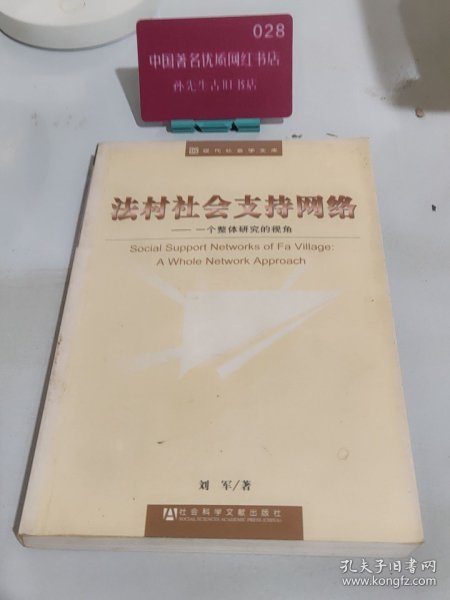 028
中国著名优质网红书店
孙先生古旧书店
现代社会学文库
法村社会支持网络
—— 一个整体研究的视角
Social Support Networks of Fa Village:
A Whole Network Approach
刘 军/著
社会科学文献出版社
SOCIAL SCIENCES ACADEMIC PRESS (CHINA)
孔夫子旧书网
www.kongfz.com